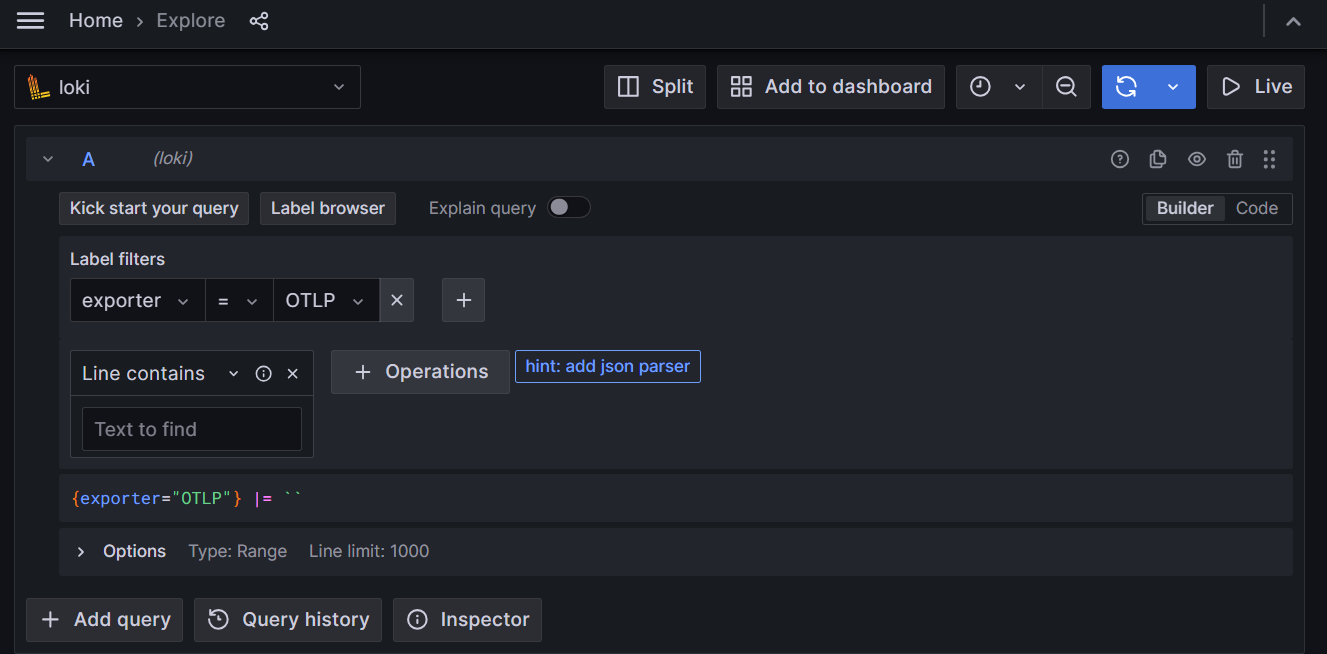 Home › Explore
loki
Split
Add to dashboard
Live
A
(loki)
Kick start your query
Label browser
Explain query
Builder
Code
Label filters
exporter
=
OTLP
Line contains
Operations
hint: add json parser
Text to find
{exporter="OTLP"} |= ``
Options Type: Range Line limit: 1000
Add query
Query history
Inspector